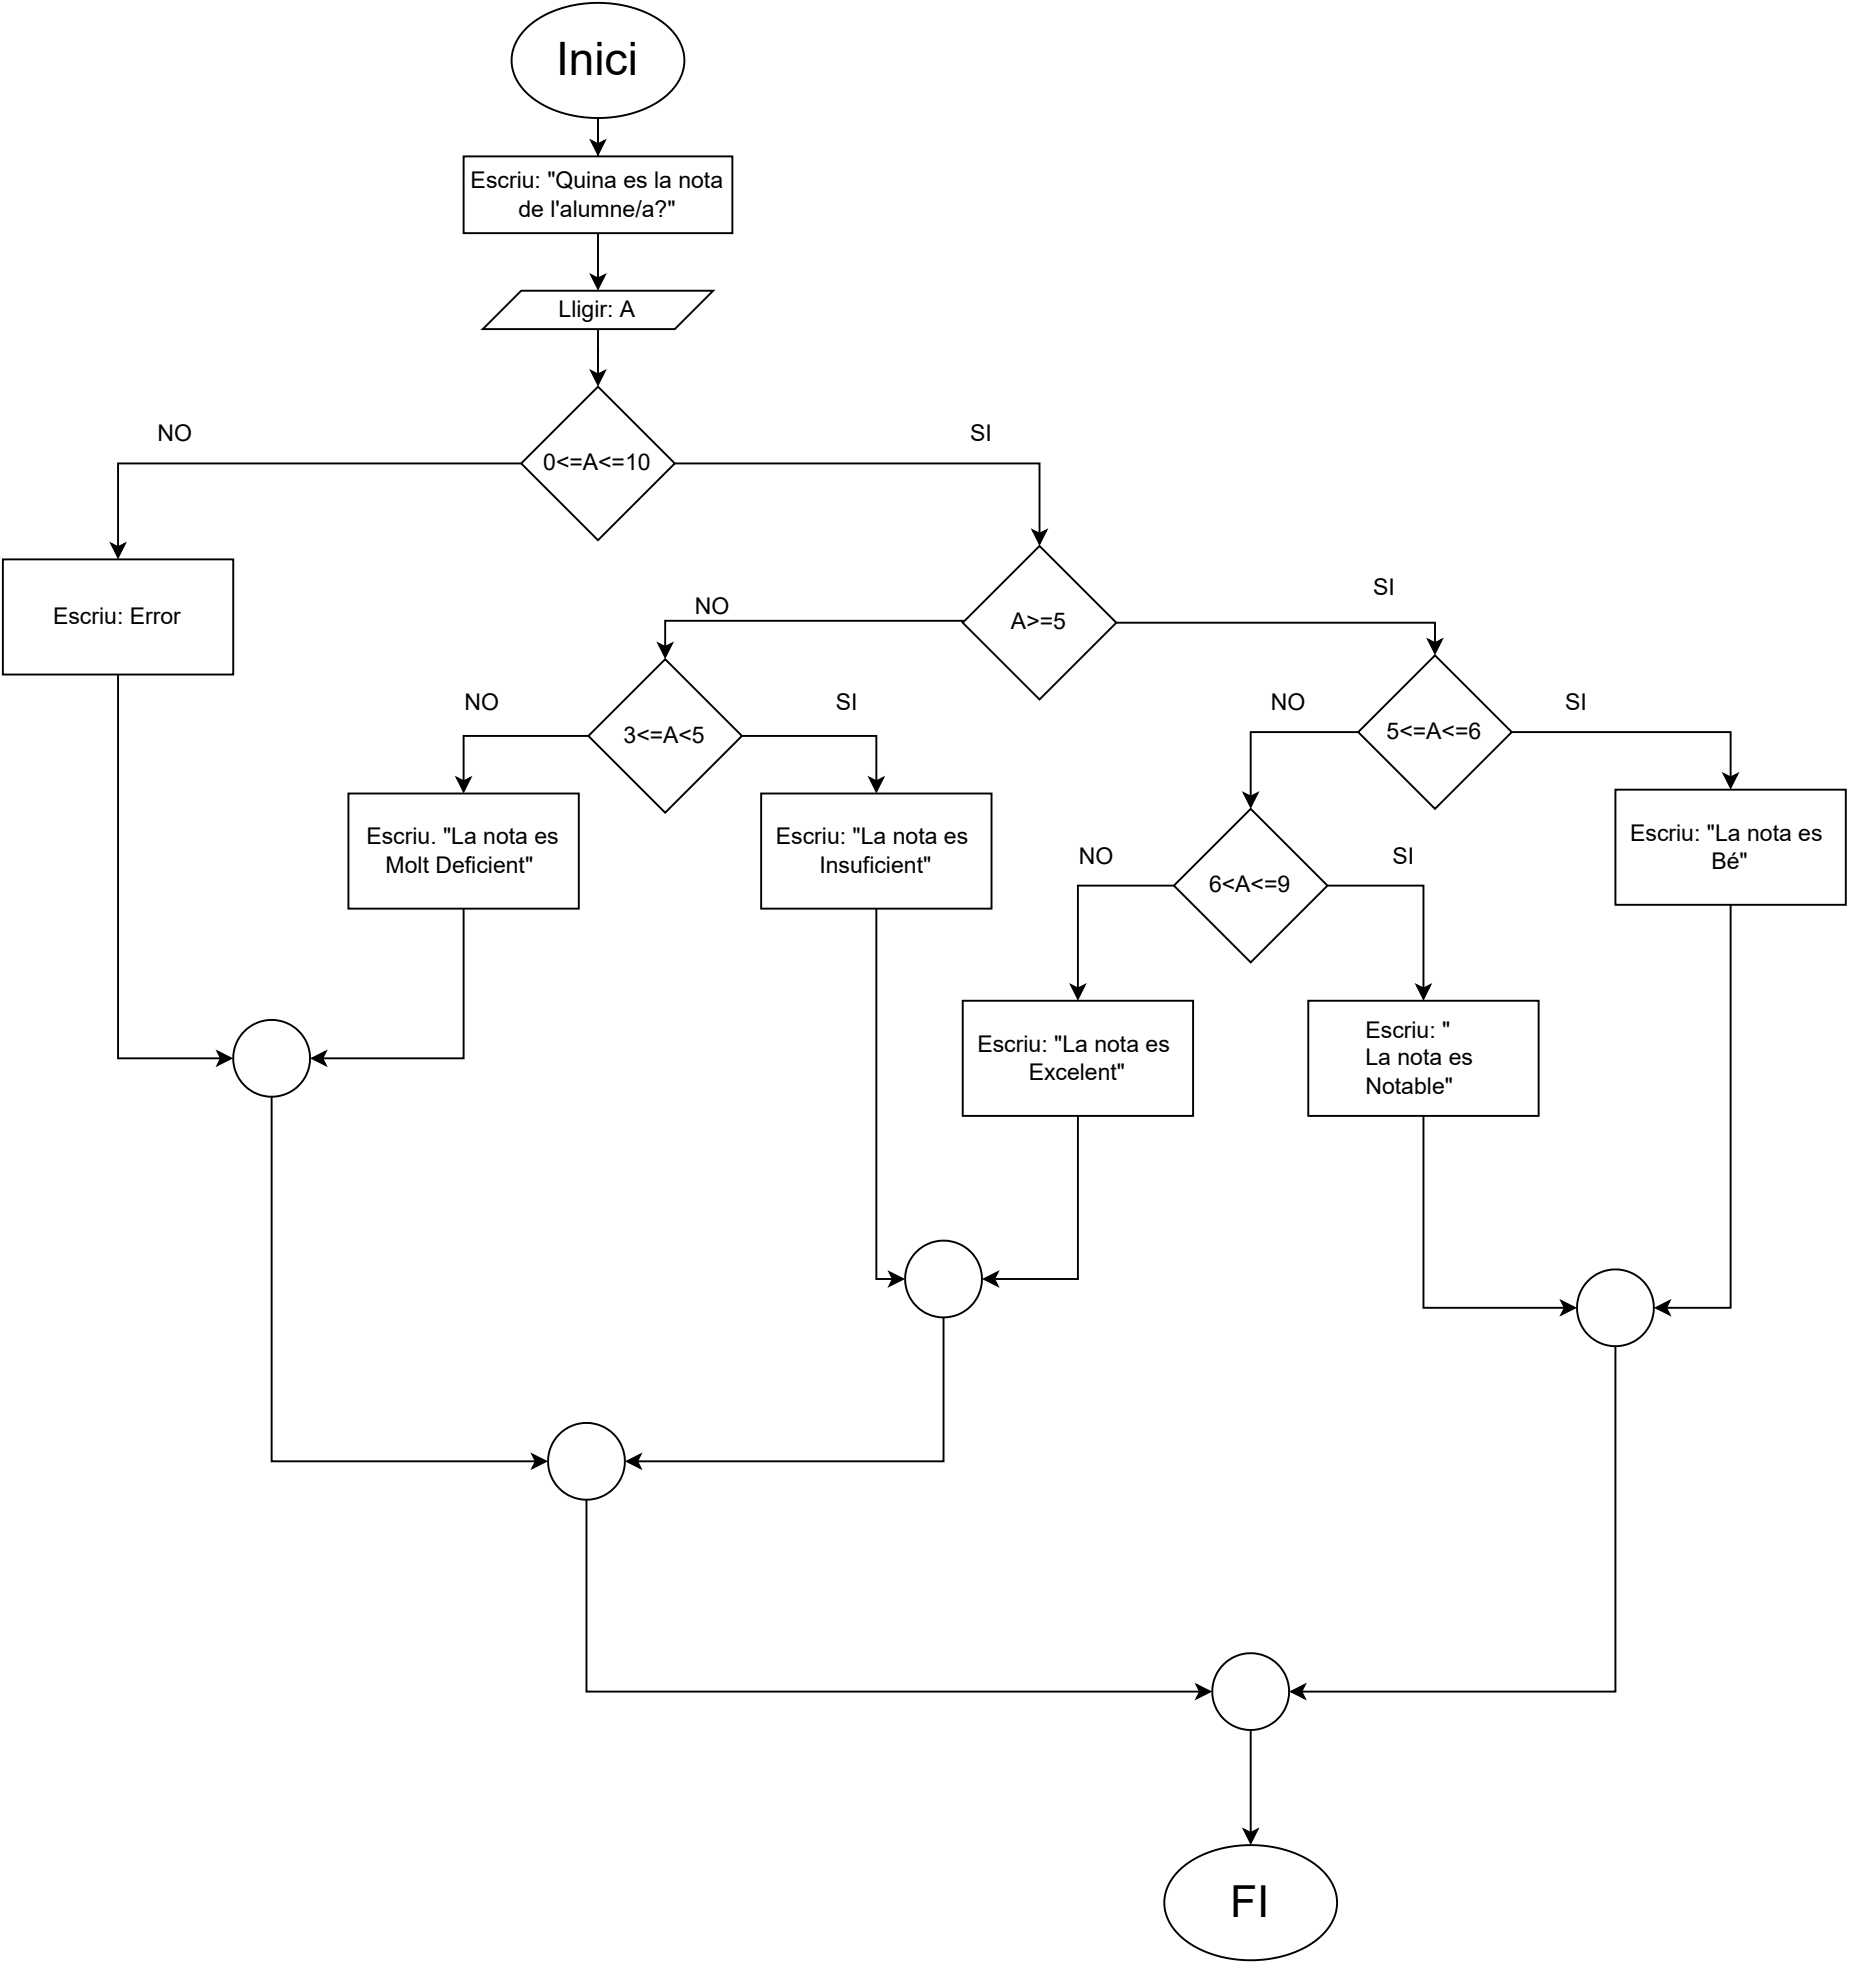 Inici
Escriu: "Quina es la nota
de l'alumne/a?"
Lligir: A
NO
SI
0<=A<=10
SI
NO
A>=5
Escriu: Error
NO
SI
NO
SI
3<=A<5
5<=A<=6
Escriu. "La nota es
Molt Deficient"
Escriu: "La nota es
Insuficient"
Escriu: "La nota es
Bé"
NO
SI
6<A<=9
Escriu: "La nota es
Excelent"
Escriu: "
La nota es
Notable"
FI